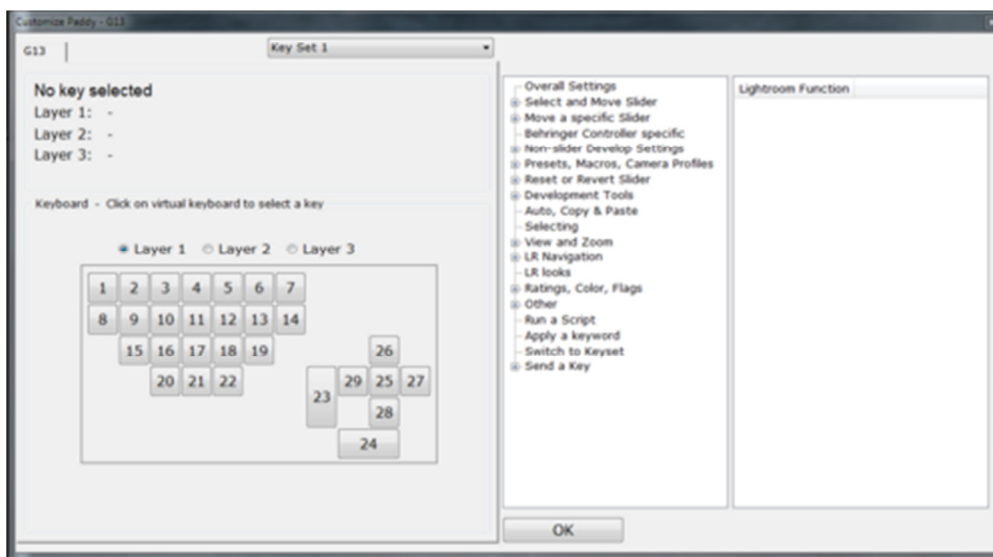 Customize Paddy - G13
G13
Key Set 1
No key selected
Layer 1: -
Layer 2: -
Layer 3: -
Keyboard - Click on virtual keyboard to select a key
Layer 1 Layer 2 Layer 3
1 2 3 4 5 6 7
8 9 10 11 12 13 14
15 16 17 18 19 26
20 21 22 23 29 25 27
28
24
Overall Settings
Select and Move Slider
Move a specific Slider
Behringer Controller specific
Non-slider Develop Settings
Presets, Macros, Camera Profiles
Reset or Revert Slider
Development Tools
Auto, Copy & Paste
Selecting
View and Zoom
LR Navigation
LR looks
Ratings, Color, Flags
Other
Run a Script
Apply a keyword
Switch to Keyset
Send a Key
Lightroom Function
OK